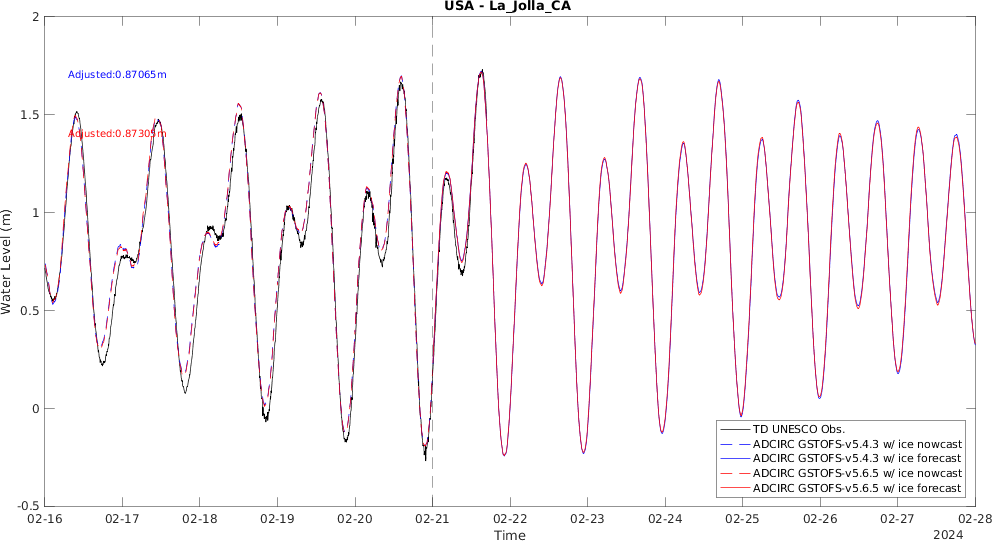 USA - La_Jolla_CA
2
1.5
1
0.5
0
-0.5
Water Level (m)
Adjusted:0.87065m
Adjusted:0.87309m
TD UNESCO Obs.
ADCIRC GSTOFS-v5.4.3 w/ ice nowcast
ADCIRC GSTOFS-v5.4.3 w/ ice forecast
ADCIRC GSTOFS-v5.6.5 w/ ice nowcast
ADCIRC GSTOFS-v5.6.5 w/ ice forecast
02-16 02-17 02-18 02-19 02-20 02-21 02-22 02-23 02-24 02-25 02-26 02-27 02-28
Time
2024